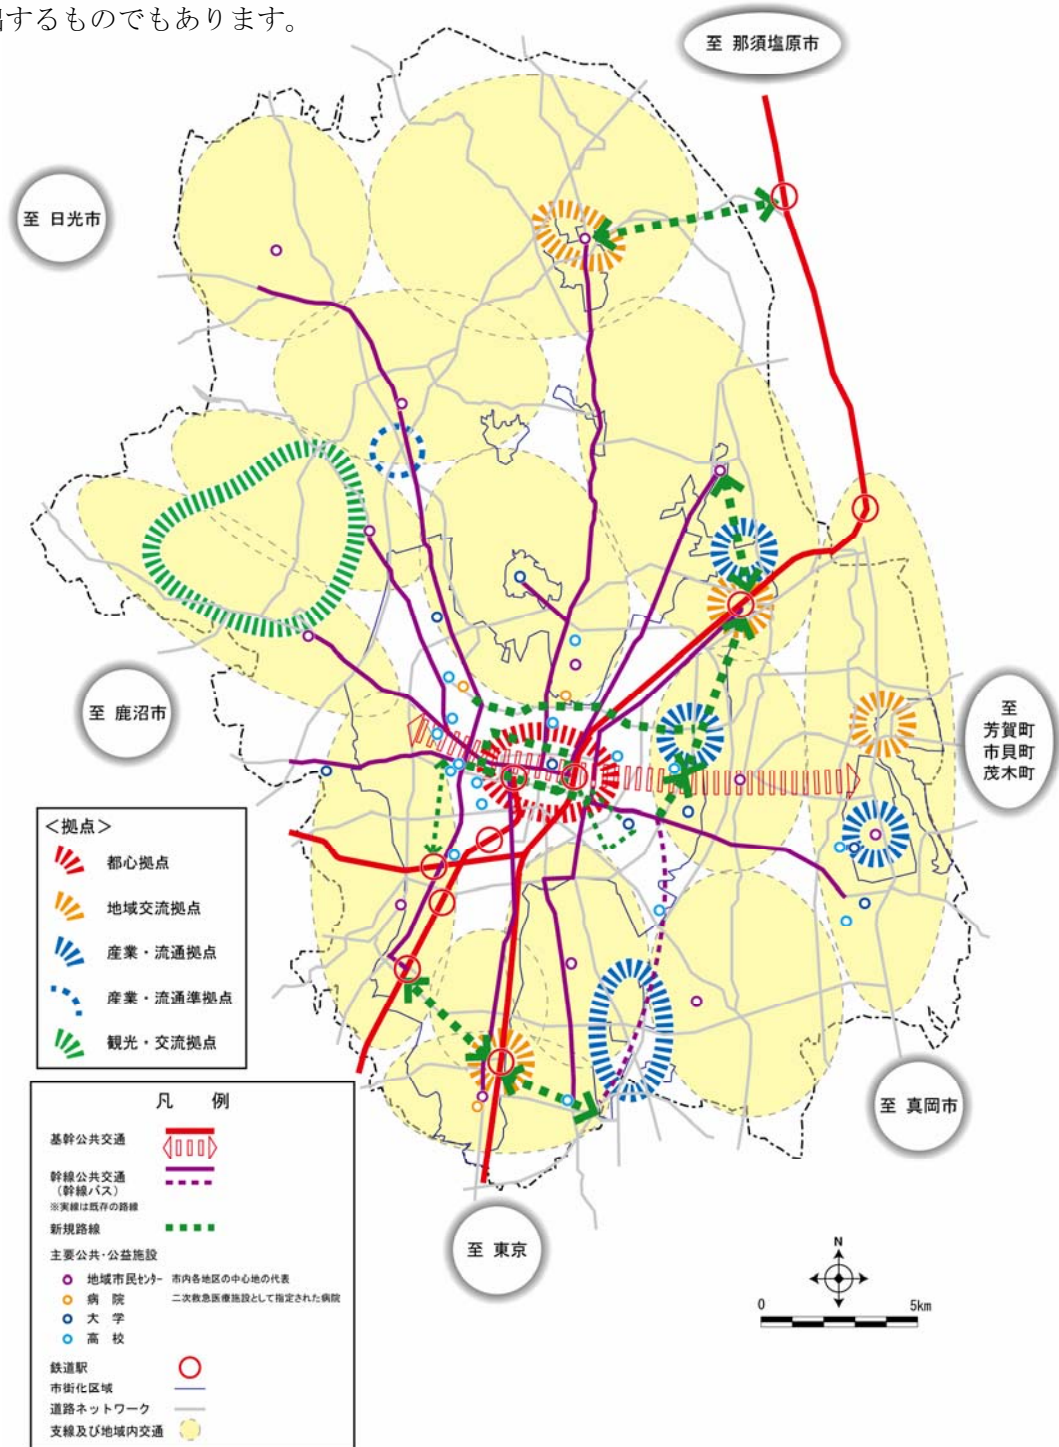 出するものでもあります。
至 那須塩原市
至 日光市
至 鹿沼市
至
芳賀町
市貝町
茂木町
<拠点>
都心拠点
地域交流拠点
産業・流通拠点
産業・流通準拠点
観光・交流拠点
至 真岡市
至 東京
凡 例
基幹公共交通
幹線公共交通
(幹線バス)
※実線は既存の路線
新規路線
主要公共・公益施設
地域市民センター 市内各地区の中心地の代表
病 院 二次救急医療施設として指定された病院
大 学
高 校
鉄道駅
市街化区域
道路ネットワーク
支線及び地域内交通
N
0 5km